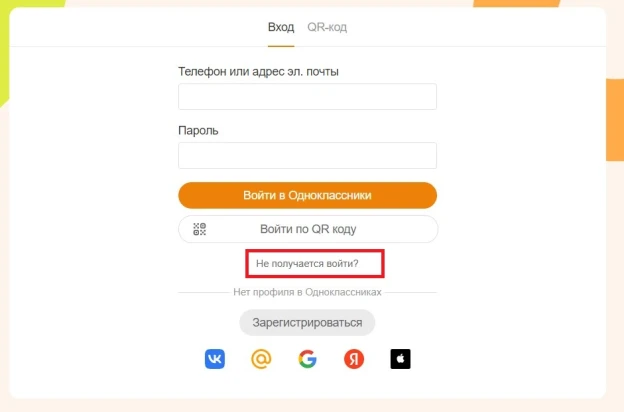 Вход QR-код
Телефон или адрес эл. почты
Пароль
Войти в Одноклассники
Войти по QR коду
Не получается войти?
Нет профиля в Одноклассниках
Зарегистрироваться